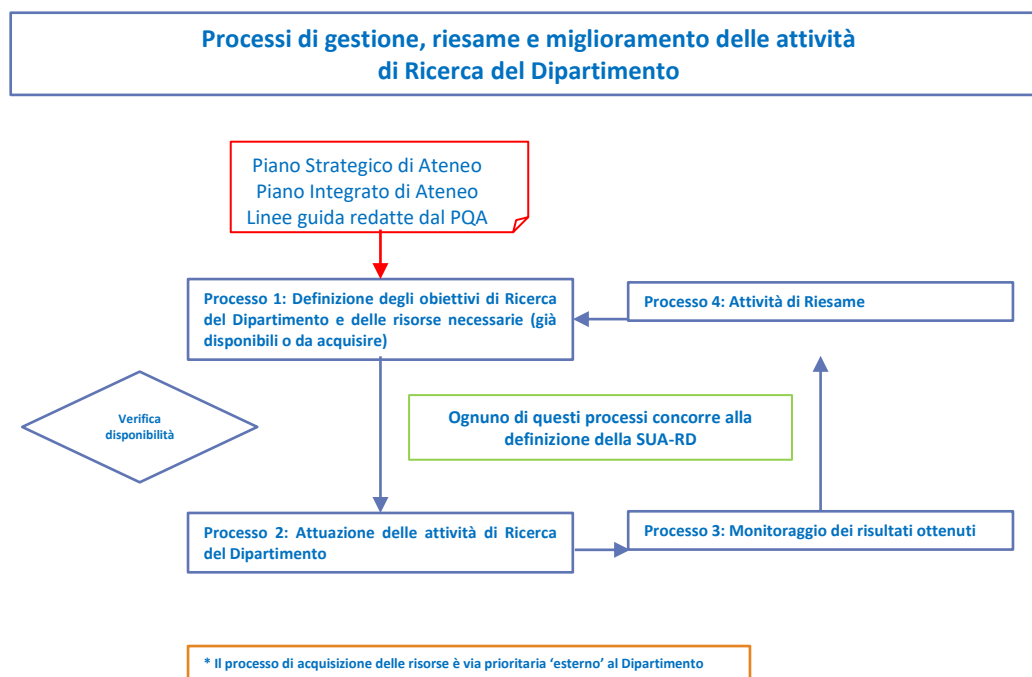 Processi di gestione, riesame e miglioramento delle attività
di Ricerca del Dipartimento
Piano Strategico di Ateneo
Piano Integrato di Ateneo
Linee guida redatte dal PQA
Processo 1: Definizione degli obiettivi di Ricerca
del Dipartimento e delle risorse necessarie (già
disponibili o da acquisire)
Processo 4: Attività di Riesame
Verifica
disponibilità
Ognuno di questi processi concorre alla
definizione della SUA-RD
Processo 2: Attuazione delle attività di Ricerca
del Dipartimento
Processo 3: Monitoraggio dei risultati ottenuti
* Il processo di acquisizione delle risorse è via prioritaria ‘esterno’ al Dipartimento